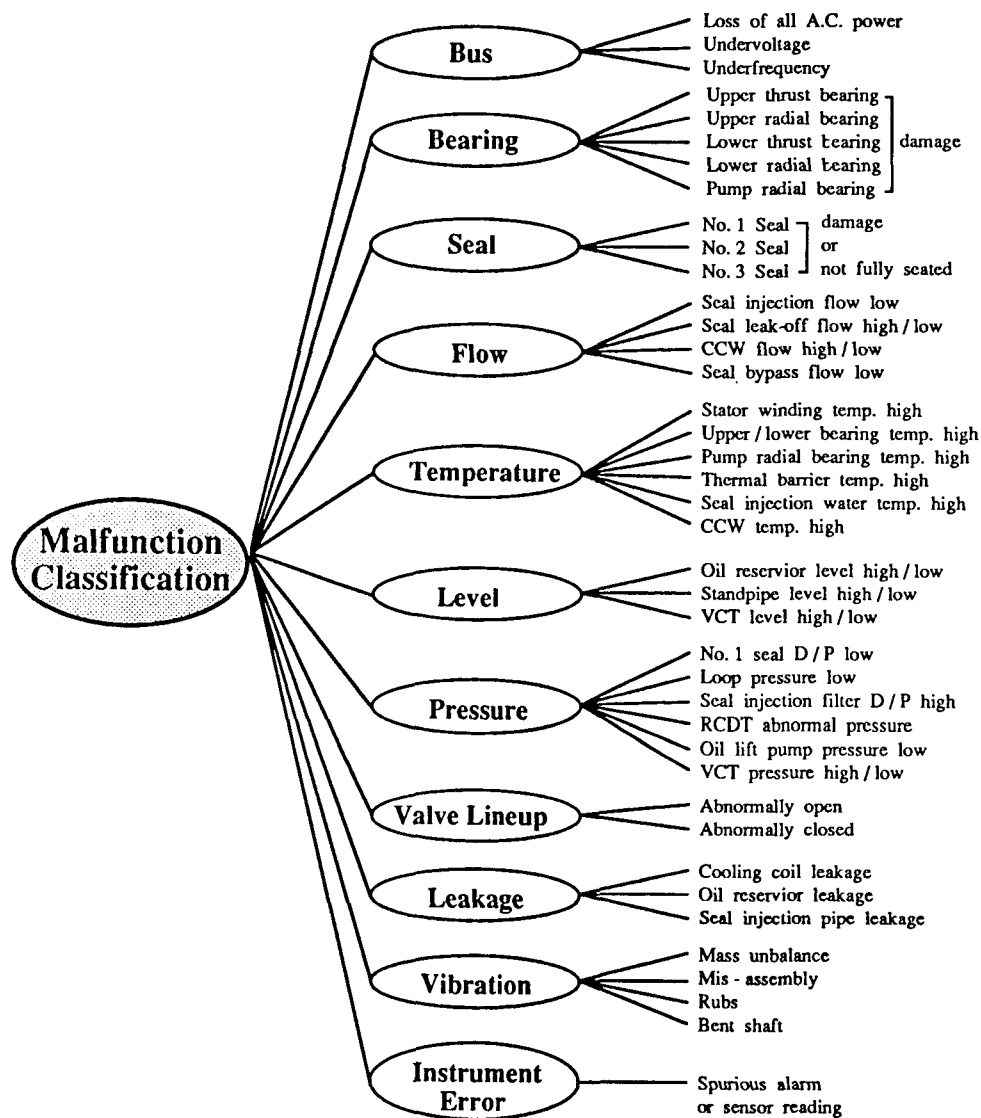 Malfunction
Classification
Bus
Loss of all A.C. power
Undervoltage
Underfrequency
Bearing
Upper thrust bearing
Upper radial bearing
Lower thrust bearing
Lower radial bearing
Pump radial bearing
damage
Seal
No. 1 Seal
No. 2 Seal
No. 3 Seal
damage
or
not fully seated
Flow
Seal injection flow low
Seal leak-off flow high / low
CCW flow high / low
Seal bypass flow low
Temperature
Stator winding temp. high
Upper / lower bearing temp. high
Pump radial bearing temp. high
Thermal barrier temp. high
Seal injection water temp. high
CCW temp. high
Level
Oil reservior level high / low
Standpipe level high / low
VCT level high / low
Pressure
No. 1 seal D / P low
Loop pressure low
Seal injection filter D / P high
RCDT abnormal pressure
Oil lift pump pressure low
VCT pressure high / low
Valve Lineup
Abnormally open
Abnormally closed
Leakage
Cooling coil leakage
Oil reservior leakage
Seal injection pipe leakage
Vibration
Mass unbalance
Mis - assembly
Rubs
Bent shaft
Instrument
Error
Spurious alarm
or sensor reading